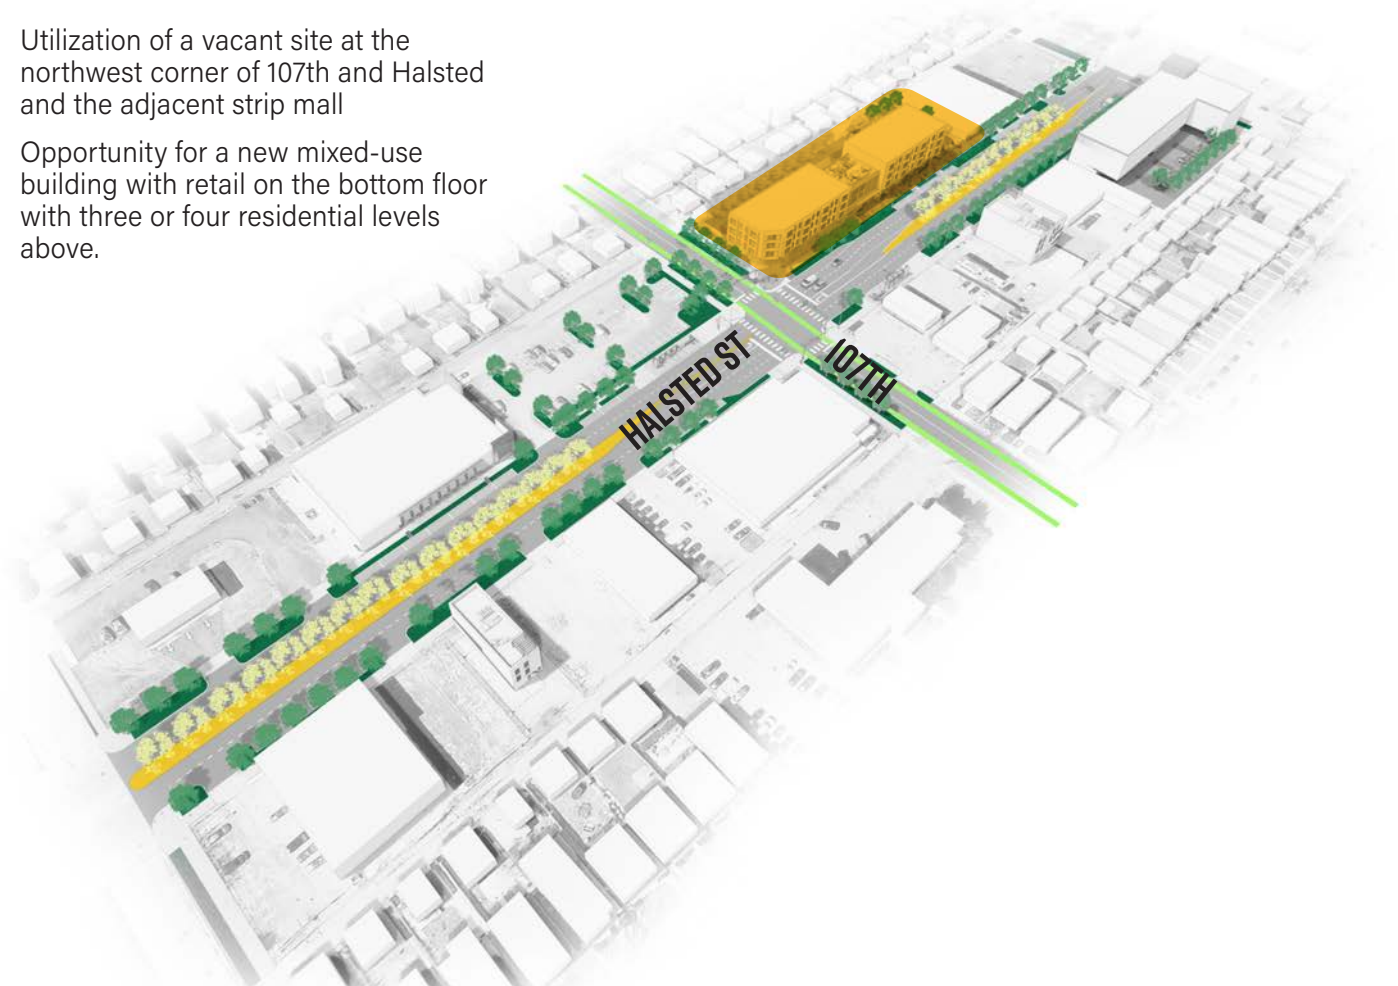 Utilization of a vacant site at the
northwest corner of 107th and Halsted
and the adjacent strip mall
Opportunity for a new mixed-use
building with retail on the bottom floor
with three or four residential levels
above.
HALSTED ST
107TH